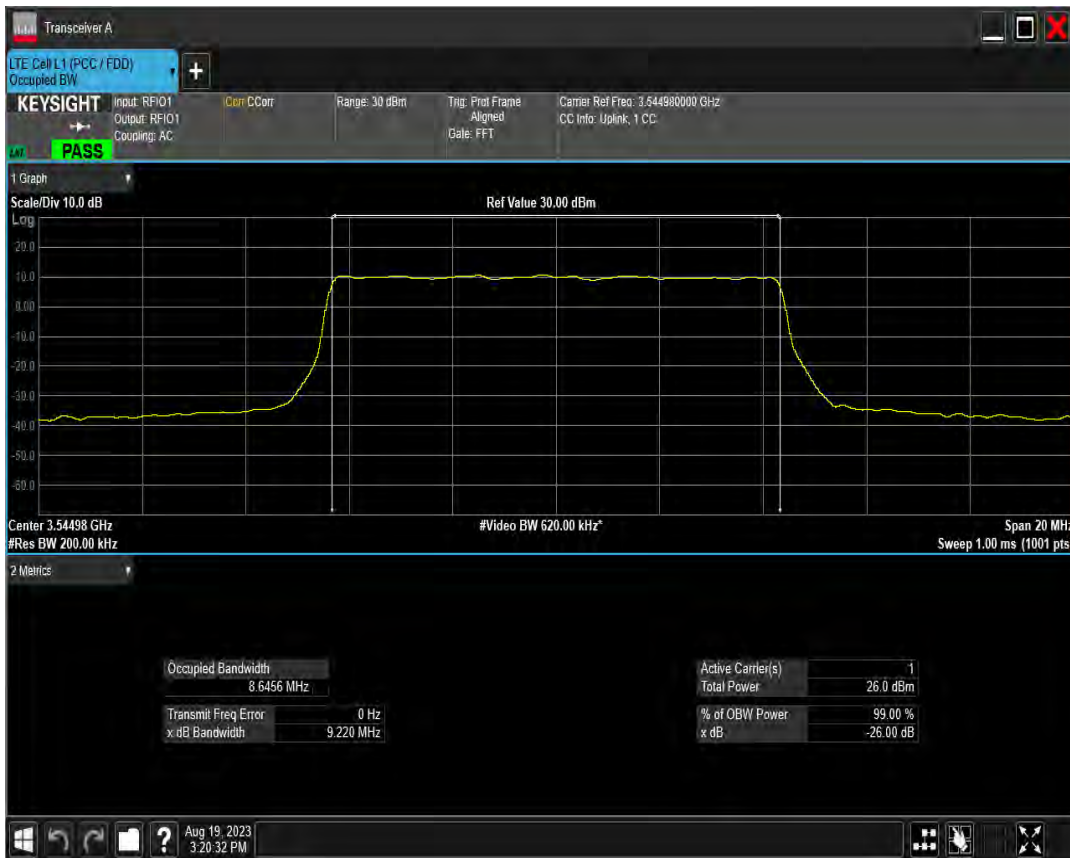 Transceiver A
LTE Cell L1 (PCC / FDD)
Occupied BW
+
KEYSIGHT
Input: RFIO1
Output: RFIO1
Coupling: AC
Corr CCorr
Range: 30 dBm
Trig: Prot Frame
Aligned
Gate: FFT
Carrier Ref Freq: 3.544980000 GHz
CC Info: Uplink, 1 CC
LXI
PASS
1 Graph
Scale/Div 10.0 dB
Ref Value 30.00 dBm
Log
20.0
10.0
0.00
-10.0
-20.0
-30.0
-40.0
-50.0
-60.0
Center 3.54498 GHz
#Video BW 620.00 kHz*
Span 20 MHz
#Res BW 200.00 kHz
Sweep 1.00 ms (1001 pts
2 Metrics
Occupied Bandwidth
8.6456 MHz
Transmit Freq Error 0 Hz
x dB Bandwidth 9.220 MHz
Active Carrier(s) 1
Total Power 26.0 dBm
% of OBW Power 99.00 %
x dB -26.00 dB
?
Aug 19, 2023
3:20:32 PM